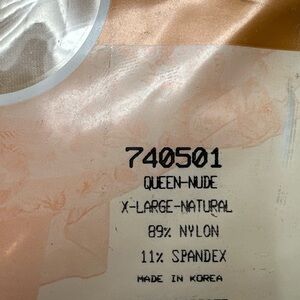 740501
QUEEN-NUDE
X-LARGE-NATURAL
89% NYLON
11% SPANDEX
MADE IN KOREA